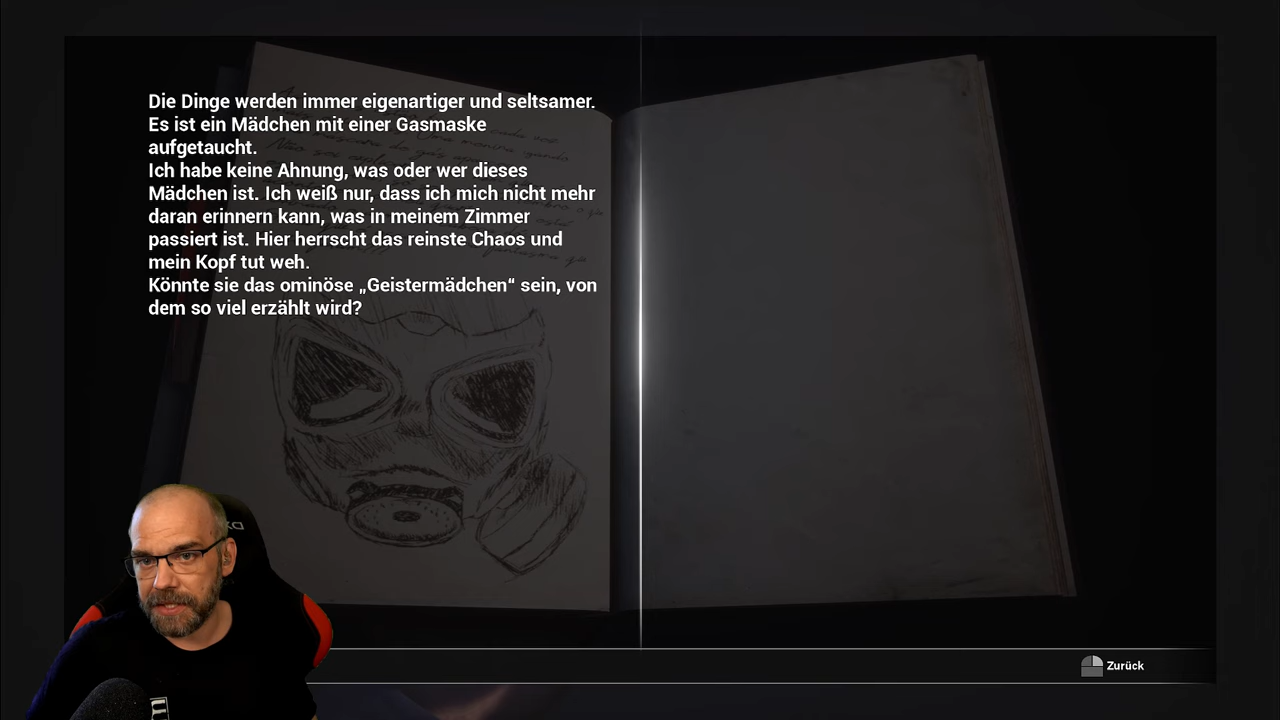 Die Dinge werden immer eigenartiger und seltsamer.
Es ist ein Mädchen mit einer Gasmaske
aufgetaucht.
Ich habe keine Ahnung, was oder wer dieses
Mädchen ist. Ich weiß nur, dass ich mich nicht mehr
daran erinnern kann, was in meinem Zimmer
passiert ist. Hier herrscht das reinste Chaos und
mein Kopf tut weh.
Könnte sie das ominöse „Geistermädchen“ sein, von
dem so viel erzählt wird?
Zurück